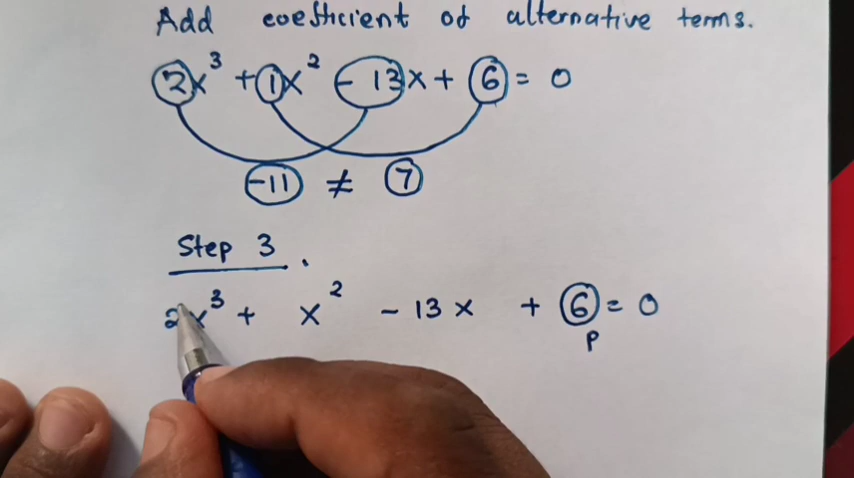 Add coefficient of alternative terms.
2x³ + 1x² - 13x + 6 = 0
-11 ≠ 7
Step 3.
2x³ + x² - 13x + 6 = 0
P